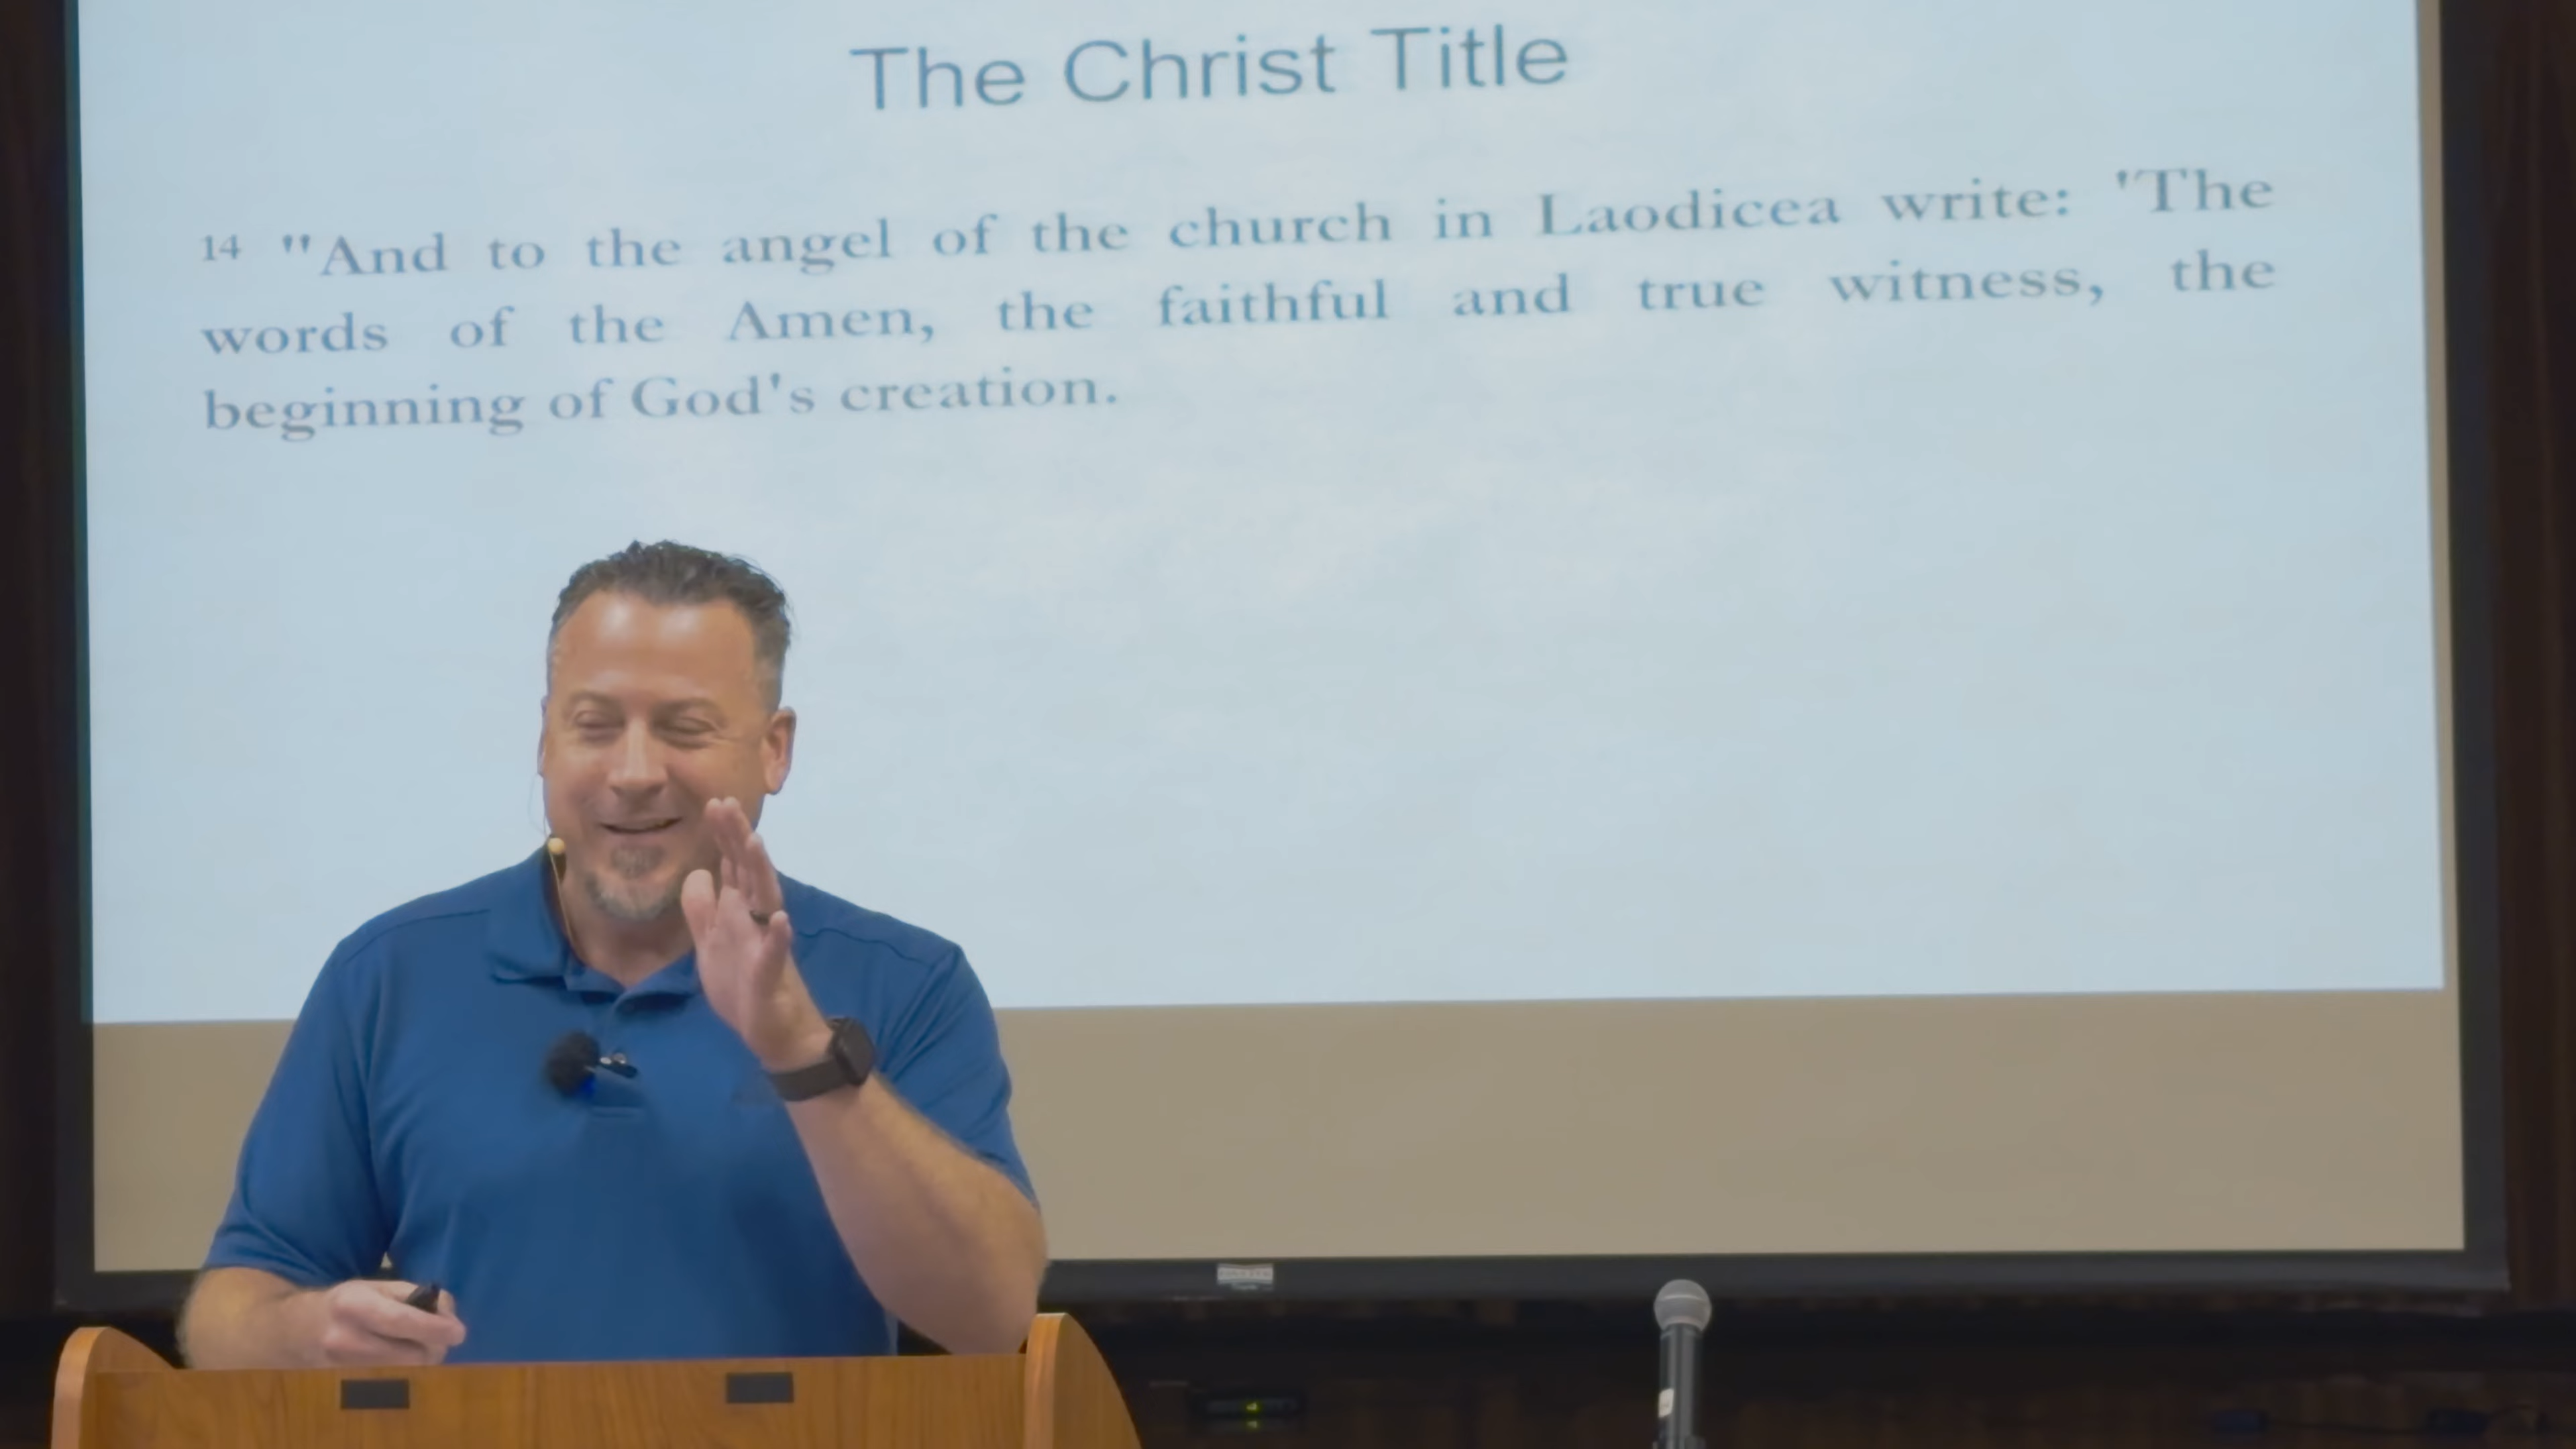 The Christ Title
14 "And to the angel of the church in Laodicea write: 'The
words of the Amen, the faithful and true witness, the
beginning of God's creation.